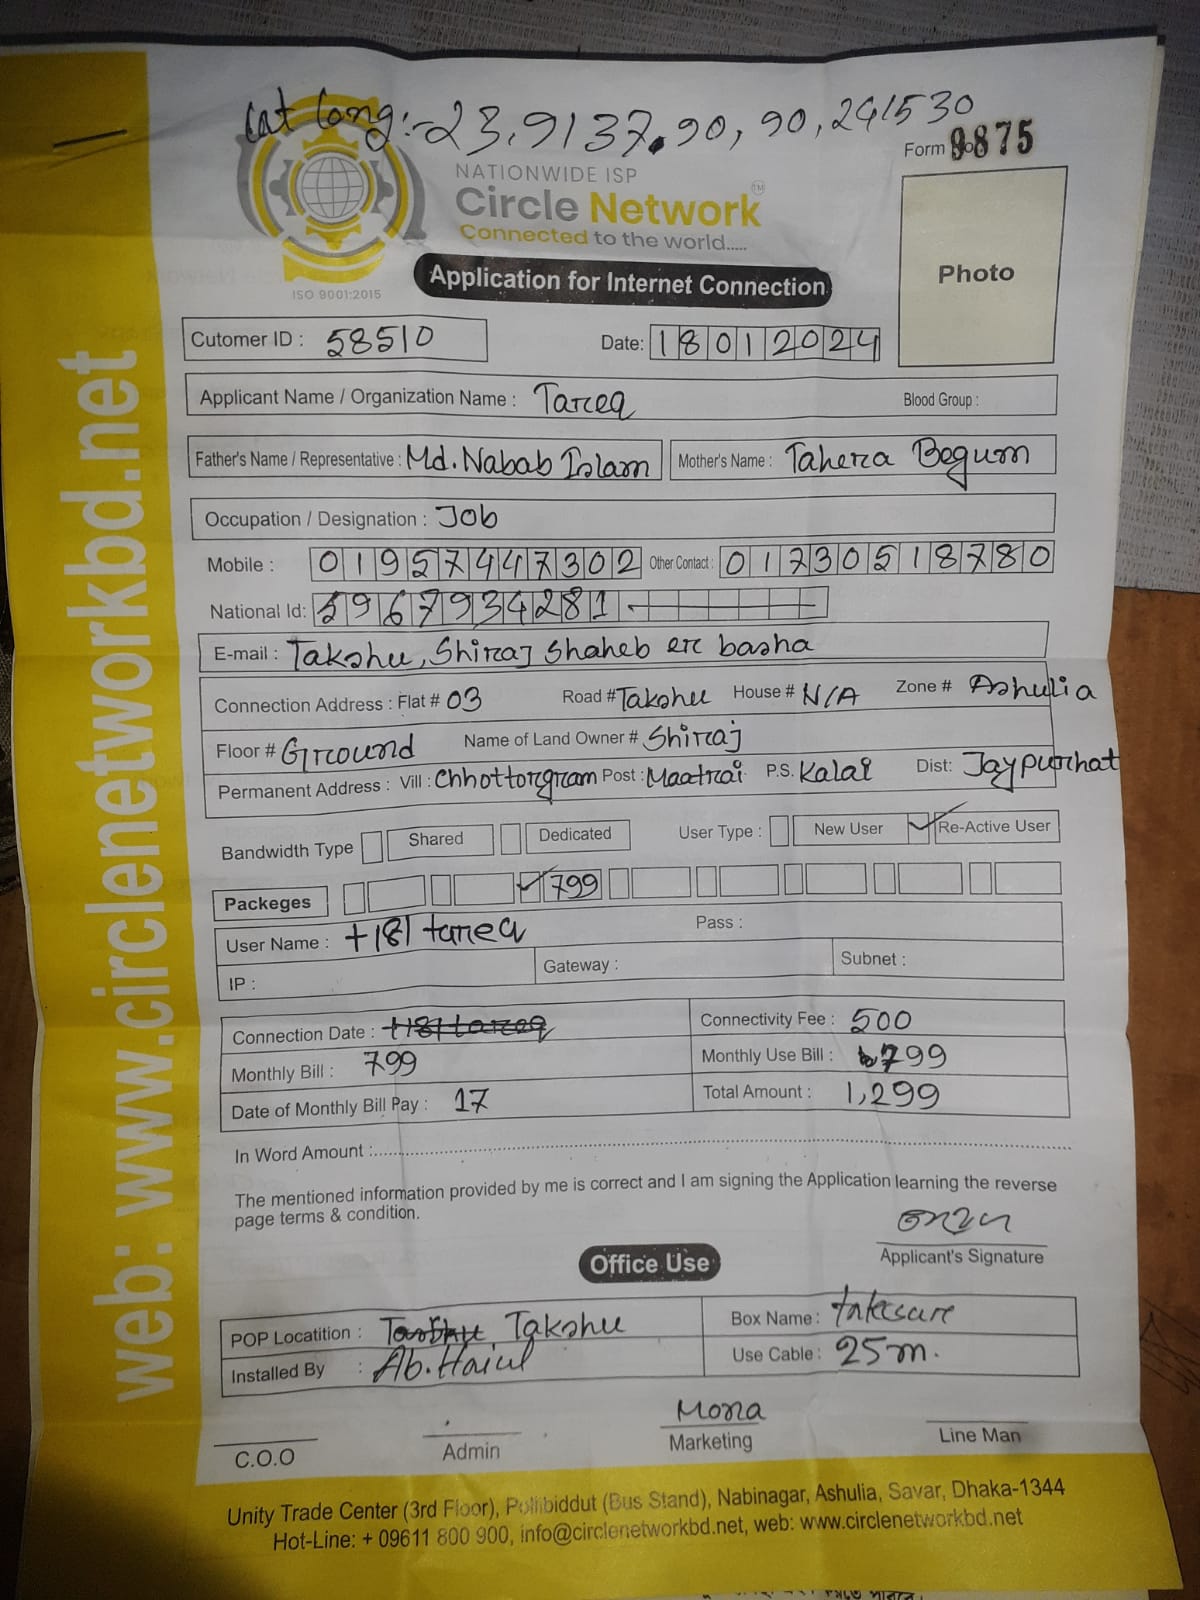 Lat Long:-23.9137.90, 90.241530
Form No. 9875
NATIONWIDE ISP
Circle Network TM
Connected to the world.....
ISO 9001:2015
Application for Internet Connection
Photo
Cutomer ID : 58510 Date: 18012024
Applicant Name / Organization Name : Tareq Blood Group :
Father's Name / Representative : Md. Nabab Islam Mother's Name : Tahera Begum
Occupation / Designation : Job
Mobile : 01957447302 Other Contact : 01730518780
National Id: 5967934281
E-mail : Takshu, Shiraj Shaheb er basha
Connection Address : Flat # 03 Road # Takshu House # N/A Zone # Ashulia
Floor # Ground Name of Land Owner # Shiraj
Permanent Address : Vill : Chhottorgram Post : Maatrai P.S. Kalai Dist: Jaypurhat
Bandwidth Type Shared Dedicated User Type : New User Re-Active User
Packeges 799
User Name : t181tareq Pass :
IP : Gateway : Subnet :
Connection Date : t181tareq Connectivity Fee : 500
Monthly Bill : 799 Monthly Use Bill : 799
Date of Monthly Bill Pay : 17 Total Amount : 1,299
In Word Amount :
The mentioned information provided by me is correct and I am signing the Application learning the reverse
page terms & condition.
Applicant's Signature
Office Use
POP Locatition : Takshu Box Name : taksure
Installed By : Ab. Haiul Use Cable : 25m.
Mona
C.O.O Admin Marketing Line Man
Unity Trade Center (3rd Floor), Pollibiddut (Bus Stand), Nabinagar, Ashulia, Savar, Dhaka-1344
Hot-Line: + 09611 800 900, info@circlenetworkbd.net, web: www.circlenetworkbd.net
web: www.circlenetworkbd.net